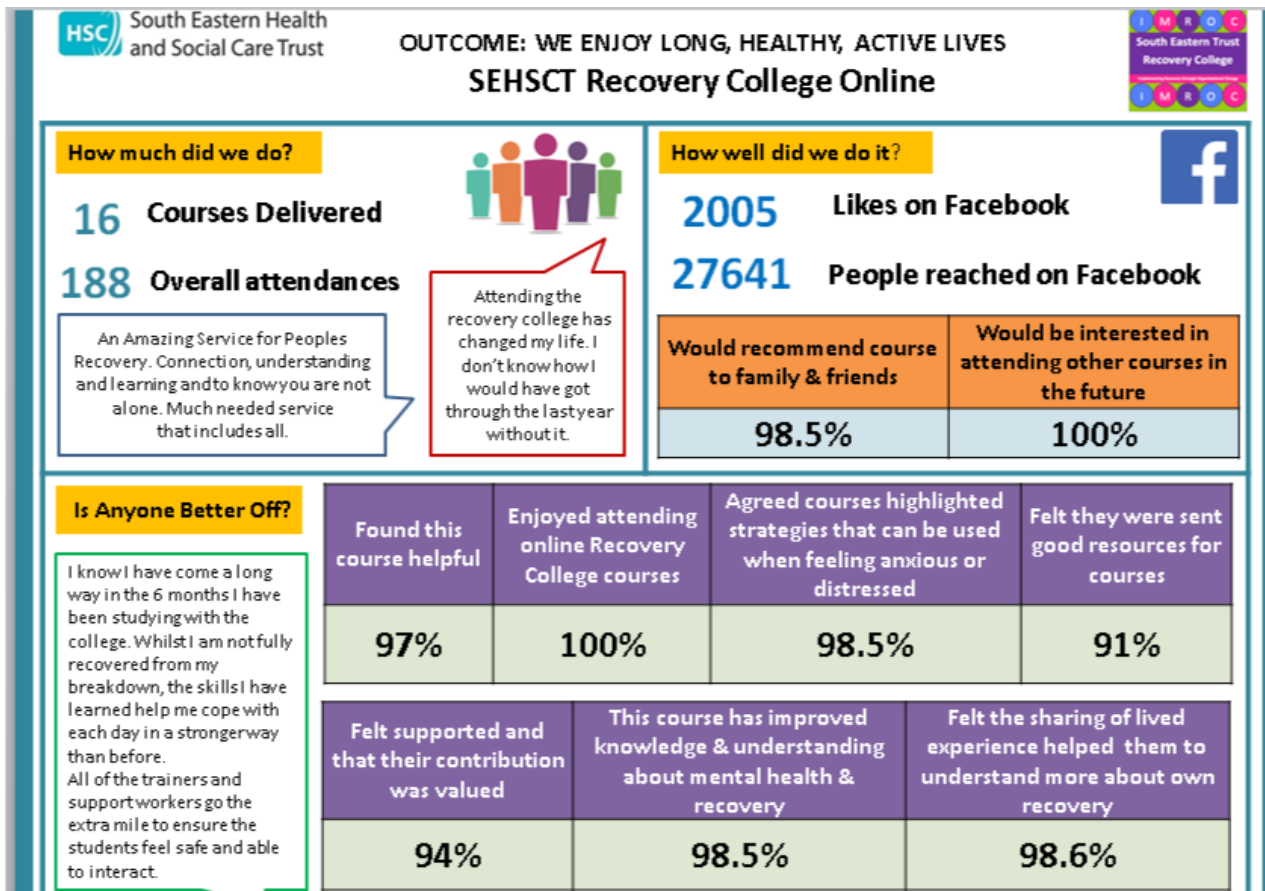 HSC South Eastern Health
and Social Care Trust
OUTCOME: WE ENJOY LONG, HEALTHY, ACTIVE LIVES
SEHSCT Recovery College Online
I M R O C
South Eastern Trust
Recovery College
I M R O C
How much did we do?
16 Courses Delivered
188 Overall attendances
An Amazing Service for Peoples
Recovery. Connection, understanding
and learning and to know you are not
alone. Much needed service
that includes all.
Attending the
recovery college has
changed my life. I
don't know how I
would have got
through the last year
without it.
How well did we do it?
f
2005 Likes on Facebook
27641 People reached on Facebook
Would recommend course
to family & friends
98.5%
Would be interested in
attending other courses in
the future
100%
Is Anyone Better Off?
I know I have come a long
way in the 6 months I have
been studying with the
college. Whilst I am not fully
recovered from my
breakdown, the skills I have
learned help me cope with
each day in a stronger way
than before.
All of the trainers and
support workers go the
extra mile to ensure the
students feel safe and able
to interact.
Found this
course helpful
97%
Enjoyed attending
online Recovery
College courses
100%
Agreed courses highlighted
strategies that can be used
when feeling anxious or
distressed
98.5%
Felt they were sent
good resources for
courses
91%
Felt supported and
that their contribution
was valued
94%
This course has improved
knowledge & understanding
about mental health &
recovery
98.5%
Felt the sharing of lived
experience helped them to
understand more about own
recovery
98.6%